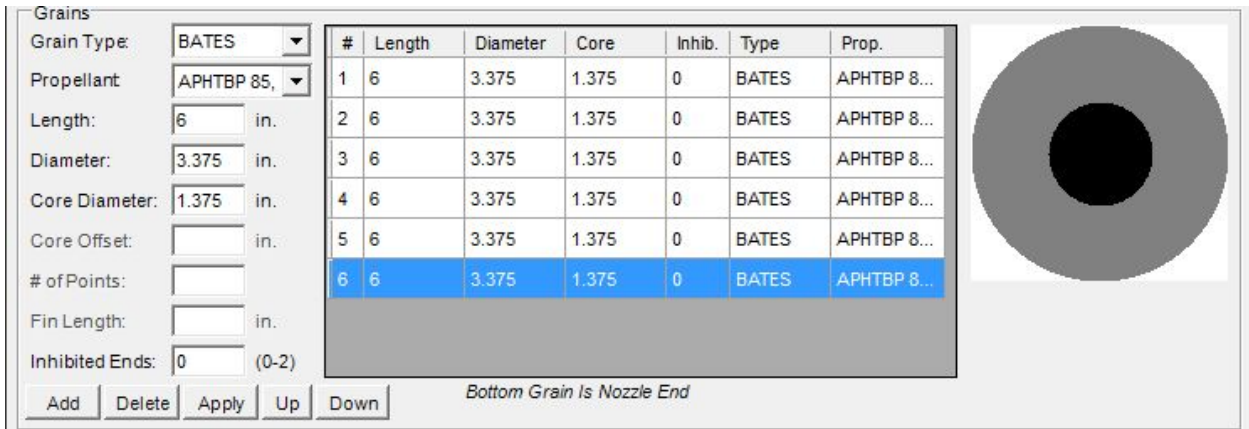 Grains
Grain Type: BATES
Propellant APHTBP 85,
Length: 6 in.
Diameter: 3.375 in.
Core Diameter: 1.375 in.
Core Offset: in.
# of Points:
Fin Length: in.
Inhibited Ends: 0 (0-2)
Add Delete Apply Up Down
# Length Diameter Core Inhib. Type Prop.
1 6 3.375 1.375 0 BATES APHTBP 8...
2 6 3.375 1.375 0 BATES APHTBP 8...
3 6 3.375 1.375 0 BATES APHTBP 8...
4 6 3.375 1.375 0 BATES APHTBP 8...
5 6 3.375 1.375 0 BATES APHTBP 8...
6 6 3.375 1.375 0 BATES APHTBP 8...
Bottom Grain Is Nozzle End